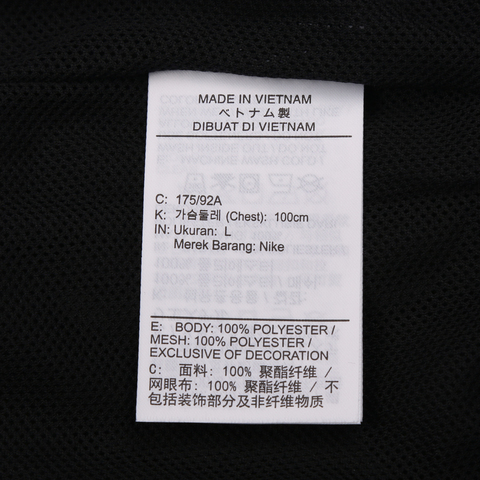 MADE IN VIETNAM
ベトナム製
DIBUAT DI VIETNAM
C: 175/92A
K: 가슴둘레 (Chest): 100cm
IN: Ukuran: L
Merek Barang: Nike
E: BODY: 100% POLYESTER /
MESH: 100% POLYESTER /
EXCLUSIVE OF DECORATION
C: 面料: 100% 聚酯纤维 /
网眼布: 100% 聚酯纤维 / 不
包括装饰部分及非纤维物质